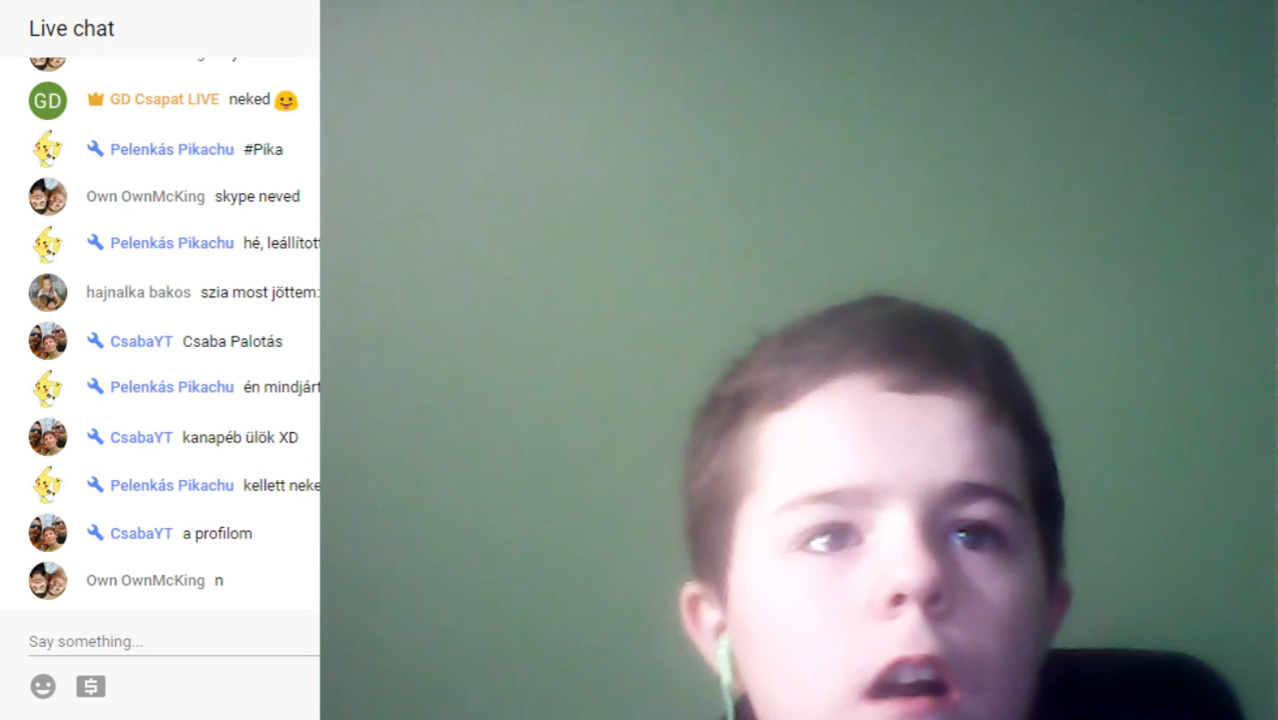 Live chat
GD
GD Csapat LIVE neked
Pelenkás Pikachu #Pika
Own OwnMcKing skype neved
Pelenkás Pikachu hé, leállított
hajnalka bakos szia most jöttem:
CsabaYT Csaba Palotás
Pelenkás Pikachu én mindjárt
CsabaYT kanapéb ülök XD
Pelenkás Pikachu kellett neke
CsabaYT a profilom
Own OwnMcKing n
Say something...